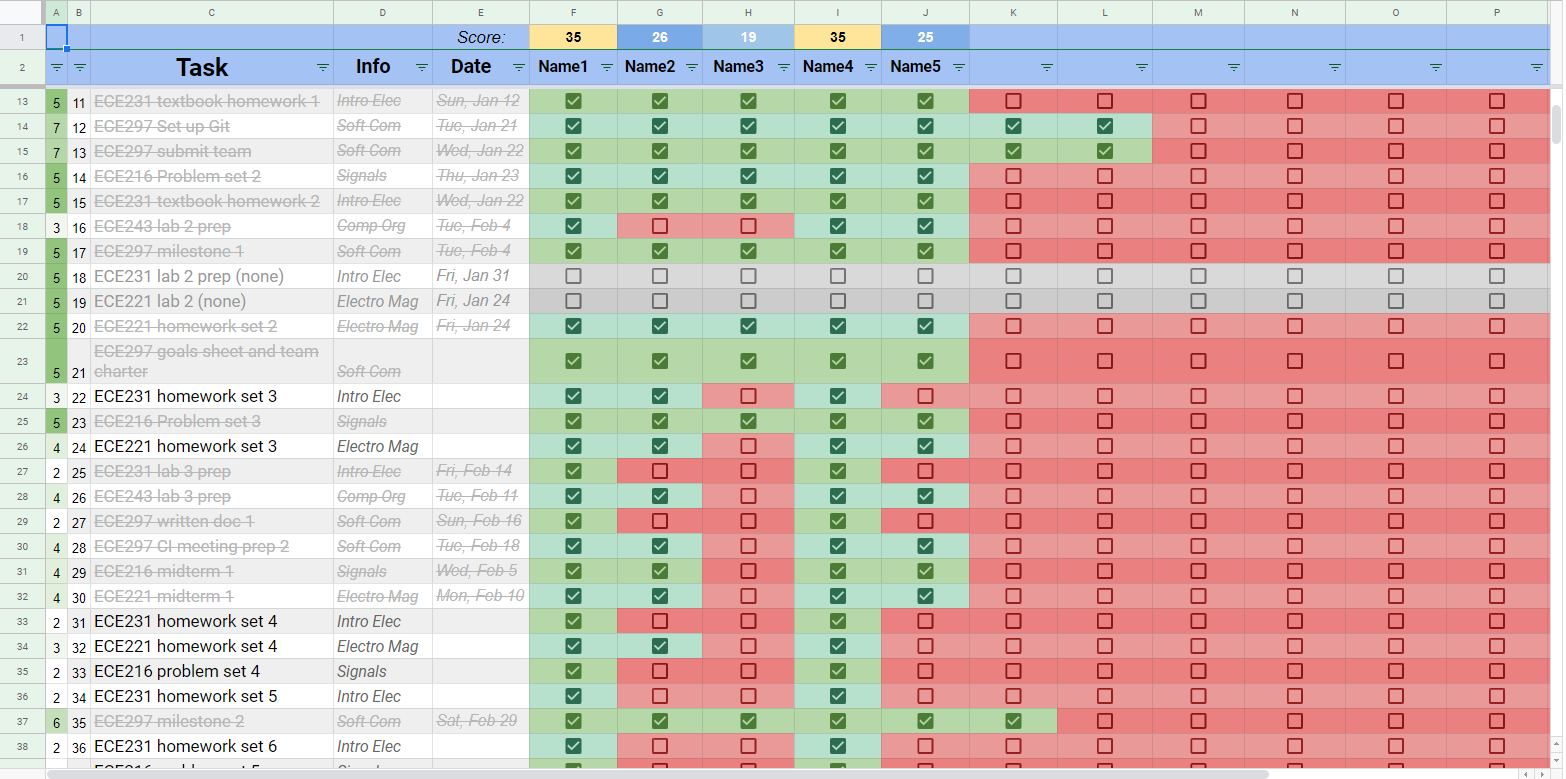 A B C D E F G H I J K L M N O P
1 Score: 35 26 19 35 25
2 Task Info Date Name1 Name2 Name3 Name4 Name5
13 5 11 ECE231 textbook homework 1 Intro Elec Sun, Jan 12
14 7 12 ECE297 Set up Git Soft Com Tue, Jan 21
15 7 13 ECE297 submit team Soft Com Wed, Jan 22
16 5 14 ECE216 Problem set 2 Signals Thu, Jan 23
17 5 15 ECE231 textbook homework 2 Intro Elec Wed, Jan 22
18 3 16 ECE243 lab 2 prep Comp Org Tue, Feb 4
19 5 17 ECE297 milestone 1 Soft Com Tue, Feb 4
20 5 18 ECE231 lab 2 prep (none) Intro Elec Fri, Jan 31
21 5 19 ECE221 lab 2 (none) Electro Mag Fri, Jan 24
22 5 20 ECE221 homework set 2 Electro Mag Fri, Jan 24
ECE297 goals sheet and team
23 5 21 charter Soft Com
24 3 22 ECE231 homework set 3 Intro Elec
25 5 23 ECE216 Problem set 3 Signals
26 4 24 ECE221 homework set 3 Electro Mag
27 2 25 ECE231 lab 3 prep Intro Elec Fri, Feb 14
28 4 26 ECE243 lab 3 prep Comp Org Tue, Feb 11
29 2 27 ECE297 written doc 1 Soft Com Sun, Feb 16
30 4 28 ECE297 CI meeting prep 2 Soft Com Tue, Feb 18
31 4 29 ECE216 midterm 1 Signals Wed, Feb 5
32 4 30 ECE221 midterm 1 Electro Mag Mon, Feb 10
33 2 31 ECE231 homework set 4 Intro Elec
34 3 32 ECE221 homework set 4 Electro Mag
35 2 33 ECE216 problem set 4 Signals
36 2 34 ECE231 homework set 5 Intro Elec
37 6 35 ECE297 milestone 2 Soft Com Sat, Feb 29
38 2 36 ECE231 homework set 6 Intro Elec